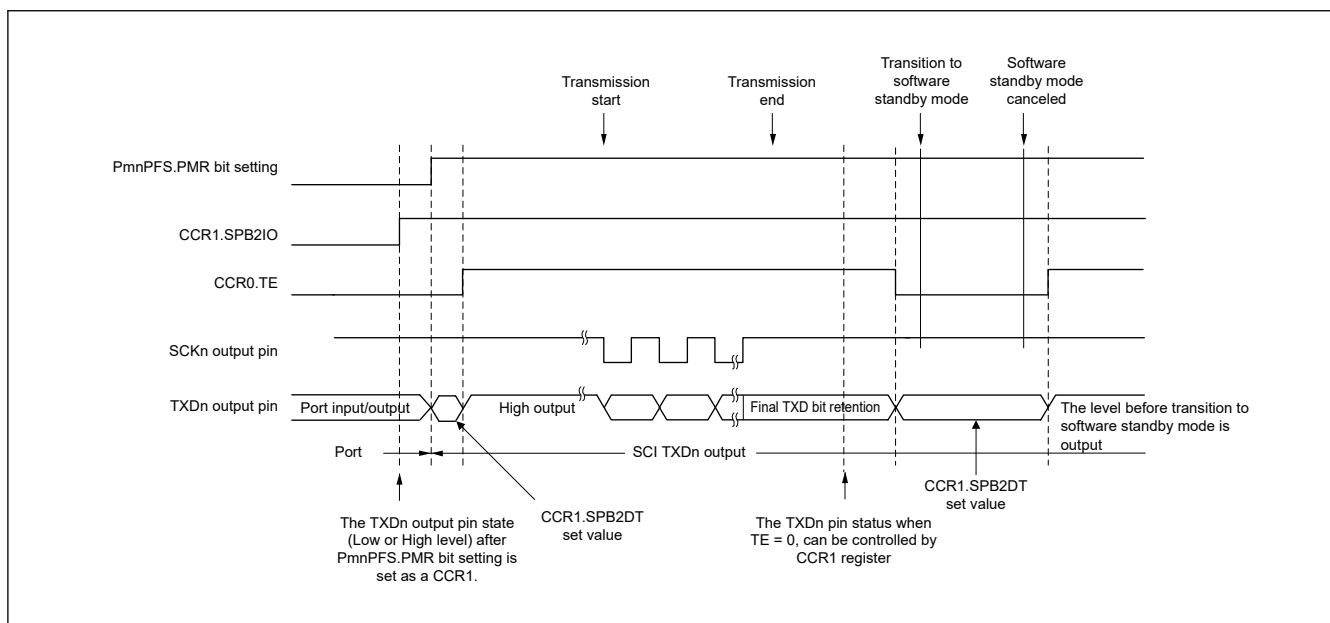 Transmission
start
Transmission
end
Transition to
software
standby mode
Software
standby mode
canceled
PmnPFS.PMR bit setting
CCR1.SPB2IO
CCR0.TE
SCKn output pin
TXDn output pin
Port input/output
High output
Final TXD bit retention
The level before transition to
software standby mode is
output
Port
SCI TXDn output
The TXDn output pin state
(Low or High level) after
PmnPFS.PMR bit setting is
set as a CCR1.
CCR1.SPB2DT
set value
The TXDn pin status when
TE = 0, can be controlled by
CCR1 register
CCR1.SPB2DT
set value